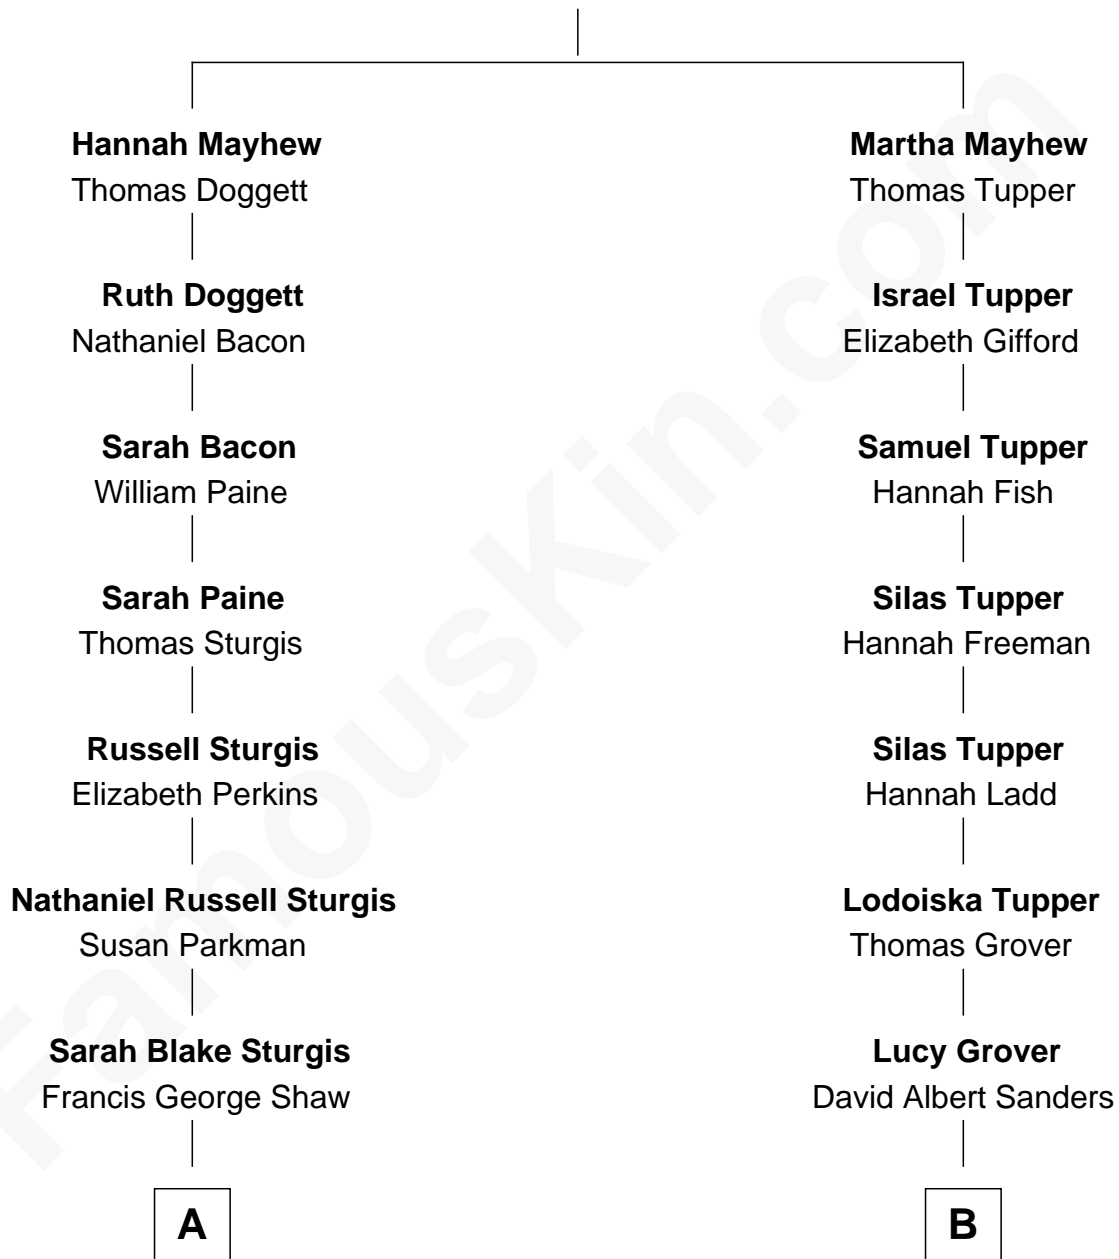 Hannah Mayhew
Thomas Doggett
Ruth Doggett
Nathaniel Bacon
Sarah Bacon
William Paine
Sarah Paine
Thomas Sturgis
Russell Sturgis
Elizabeth Perkins
Nathaniel Russell Sturgis
Susan Parkman
Sarah Blake Sturgis
Francis George Shaw
A
Martha Mayhew
Thomas Tupper
Israel Tupper
Elizabeth Gifford
Samuel Tupper
Hannah Fish
Silas Tupper
Hannah Freeman
Silas Tupper
Hannah Ladd
Lodoiska Tupper
Thomas Grover
Lucy Grover
David Albert Sanders
B
FamousKin.com